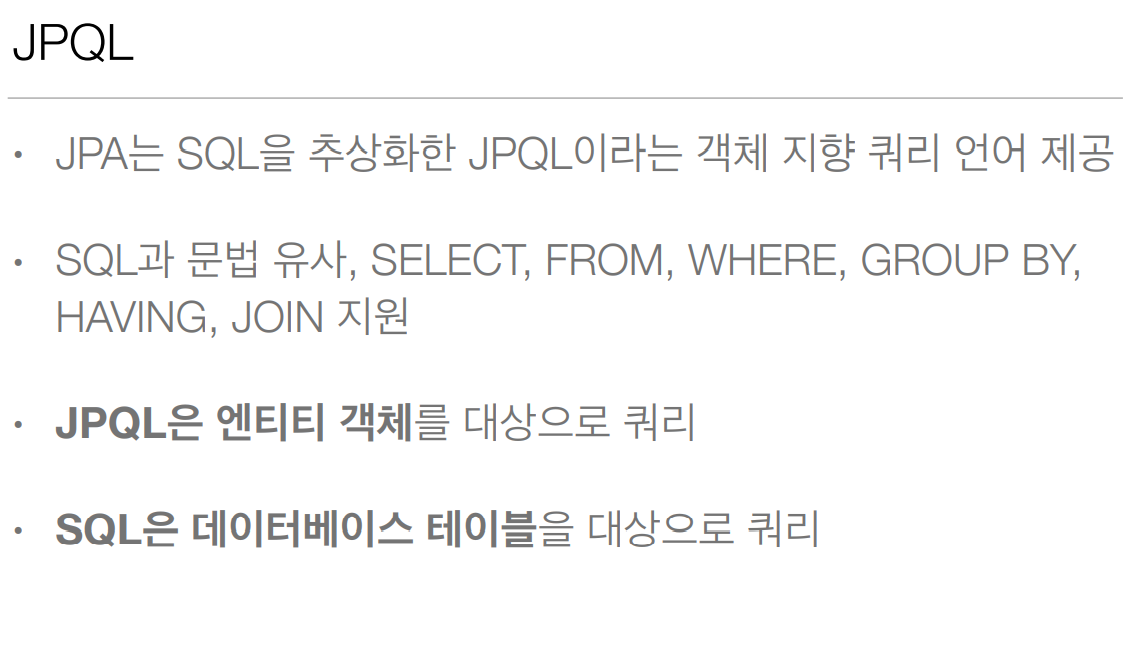 JPQL
• JPA는 SQL을 추상화한 JPQL이라는 객체 지향 쿼리 언어 제공
• SQL과 문법 유사, SELECT, FROM, WHERE, GROUP BY,
HAVING, JOIN 지원
• JPQL은 엔티티 객체를 대상으로 쿼리
• SQL은 데이터베이스 테이블을 대상으로 쿼리